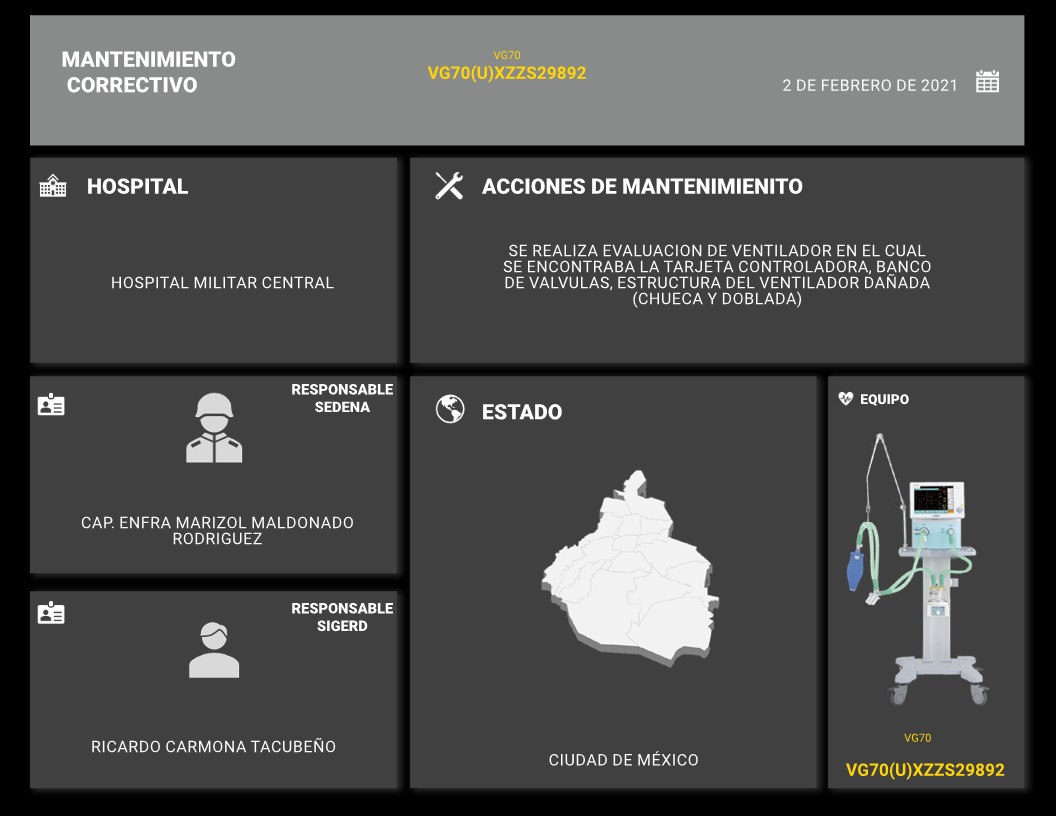 MANTENIMIENTO
CORRECTIVO
VG70
VG70(U)XZZS29892
2 DE FEBRERO DE 2021
HOSPITAL
HOSPITAL MILITAR CENTRAL
ACCIONES DE MANTENIMIENITO
SE REALIZA EVALUACION DE VENTILADOR EN EL CUAL
SE ENCONTRABA LA TARJETA CONTROLADORA, BANCO
DE VALVULAS, ESTRUCTURA DEL VENTILADOR DAÑADA
(CHUECA Y DOBLADA)
RESPONSABLE
SEDENA
CAP. ENFRA MARIZOL MALDONADO
RODRIGUEZ
RESPONSABLE
SIGERD
RICARDO CARMONA TACUBEÑO
ESTADO
CIUDAD DE MÉXICO
EQUIPO
VG70
VG70(U)XZZS29892